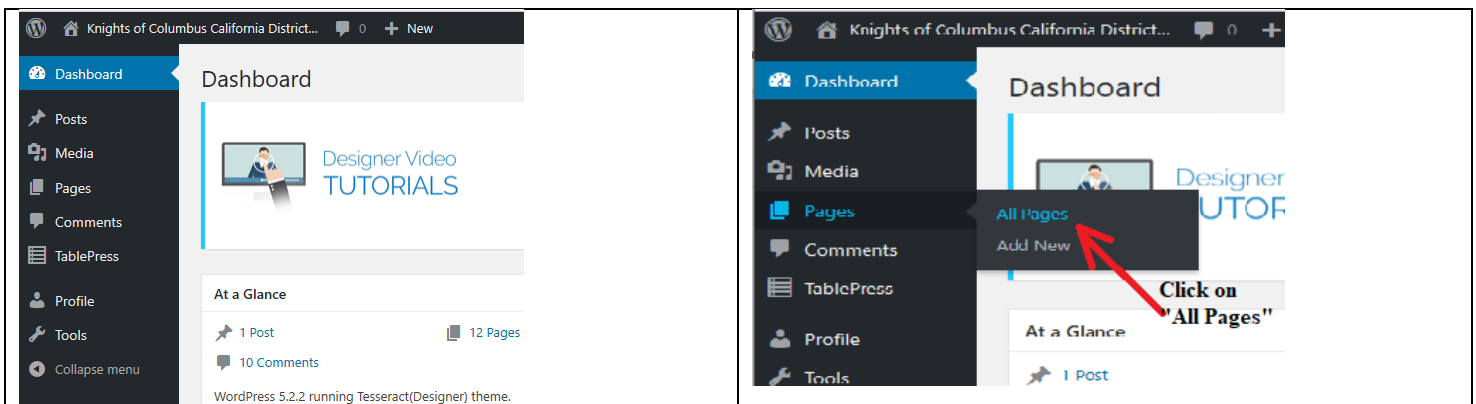 Knights of Columbus California District... 0 + New
Dashboard
Dashboard
Posts
Media
Pages
Comments
TablePress
Profile
Tools
Collapse menu
Designer Video
TUTORIALS
At a Glance
1 Post 12 Pages
10 Comments
WordPress 5.2.2 running Tesseract(Designer) theme.
Knights of Columbus California District... 0 +
Dashboard
Dashboard
Posts
Media
Pages
All Pages
Add New
Comments
TablePress
Profile
Tools
Designer
UTOR
Click on
"All Pages"
At a Glance
1 Post